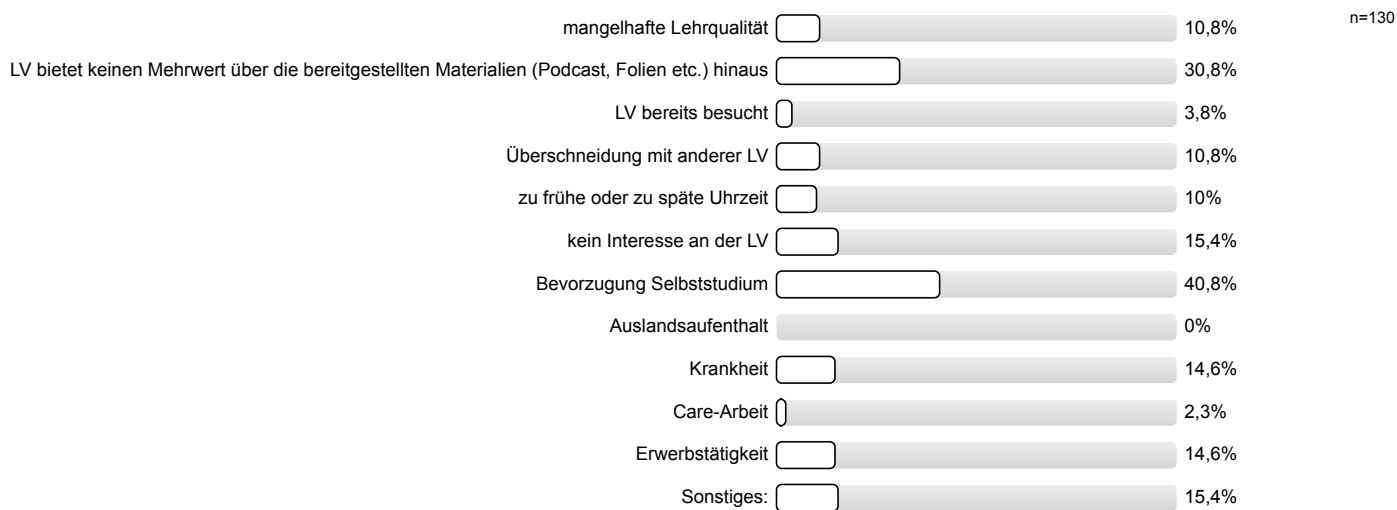 n=130
mangelhafte Lehrqualität 10,8%
LV bietet keinen Mehrwert über die bereitgestellten Materialien (Podcast, Folien etc.) hinaus 30,8%
LV bereits besucht 3,8%
Überschneidung mit anderer LV 10,8%
zu frühe oder zu späte Uhrzeit 10%
kein Interesse an der LV 15,4%
Bevorzugung Selbststudium 40,8%
Auslandsaufenthalt 0%
Krankheit 14,6%
Care-Arbeit 2,3%
Erwerbstätigkeit 14,6%
Sonstiges: 15,4%